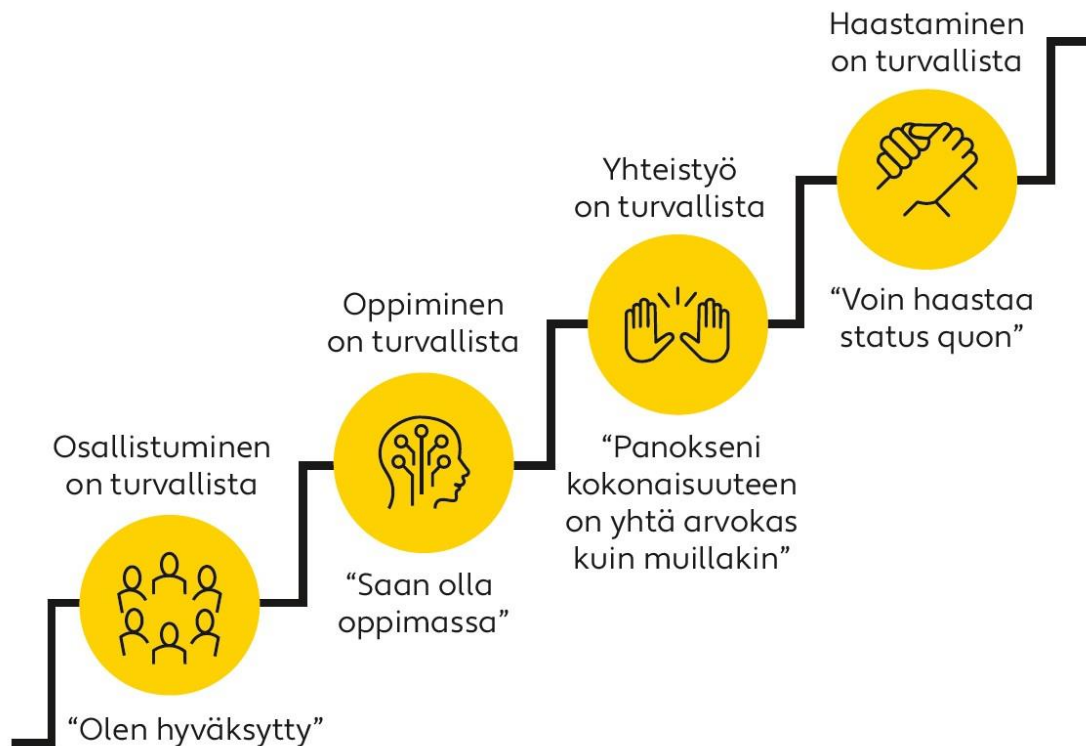 Osallistuminen
on turvallista
“Olen hyväksytty”
Oppiminen
on turvallista
“Saan olla
oppimassa”
Yhteistyö
on turvallista
“Panokseni
kokonaisuuteen
on yhtä arvokas
kuin muillakin”
Haastaminen
on turvallista
“Voin haastaa
status quon”